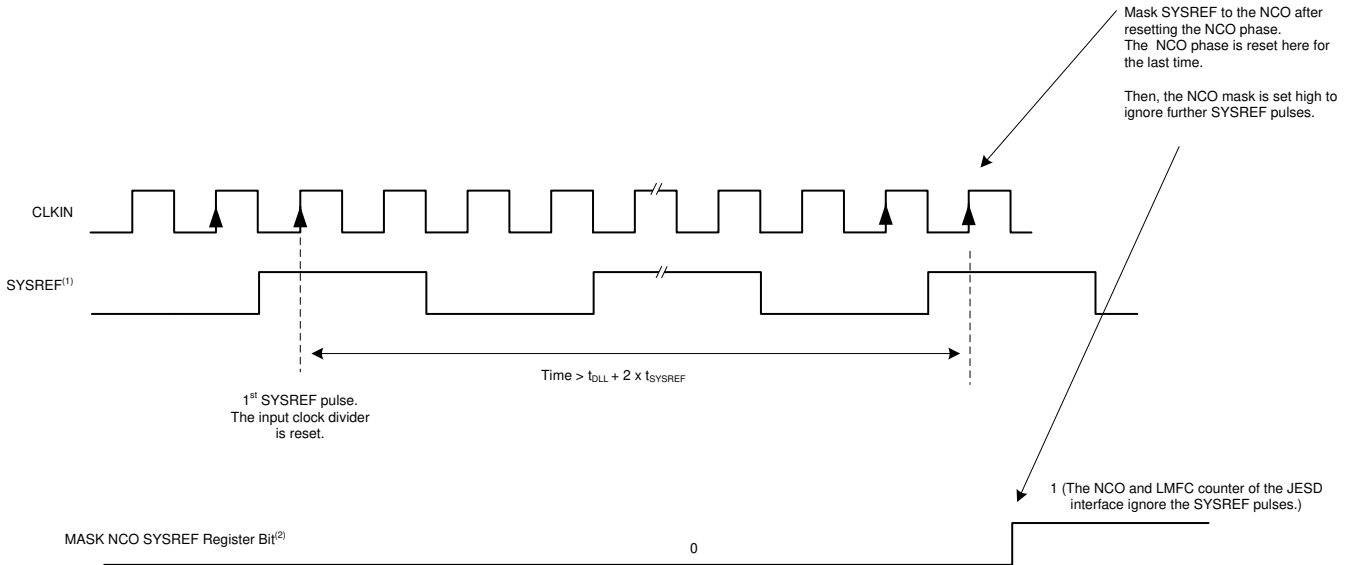 Mask SYSREF to the NCO after
resetting the NCO phase.
The NCO phase is reset here for
the last time.
Then, the NCO mask is set high to
ignore further SYSREF pulses.
CLKIN
SYSREF(1)
Time > tDLL + 2 x tSYSREF
1st SYSREF pulse.
The input clock divider
is reset.
1 (The NCO and LMFC counter of the JESD
interface ignore the SYSREF pulses.)
MASK NCO SYSREF Register Bit(2)
0